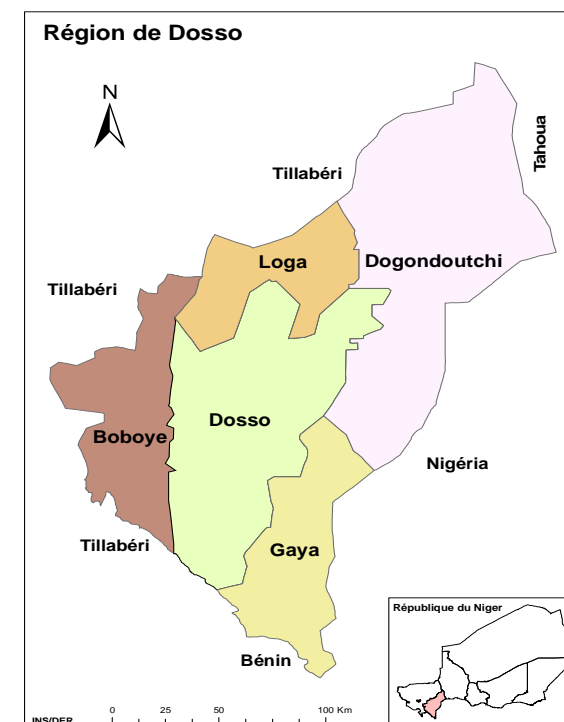 Région de Dosso
N
Tahoua
Tillabéri
Loga
Dogondoutchi
Tillabéri
Dosso
Boboye
Nigéria
Tillabéri
Gaya
République du Niger
Bénin
0 25 50 100 Km
INS/DER